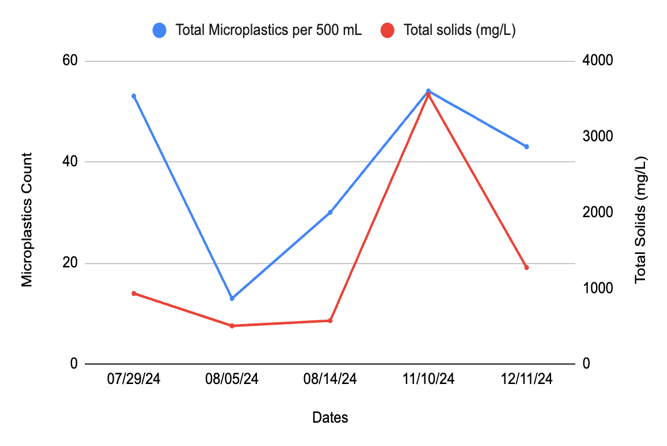 Total Microplastics per 500 mL Total solids (mg/L)
60 4000
3000
40
2000
20
1000
0 0
Microplastics Count
Total Solids (mg/L)
07/29/24 08/05/24 08/14/24 11/10/24 12/11/24
Dates